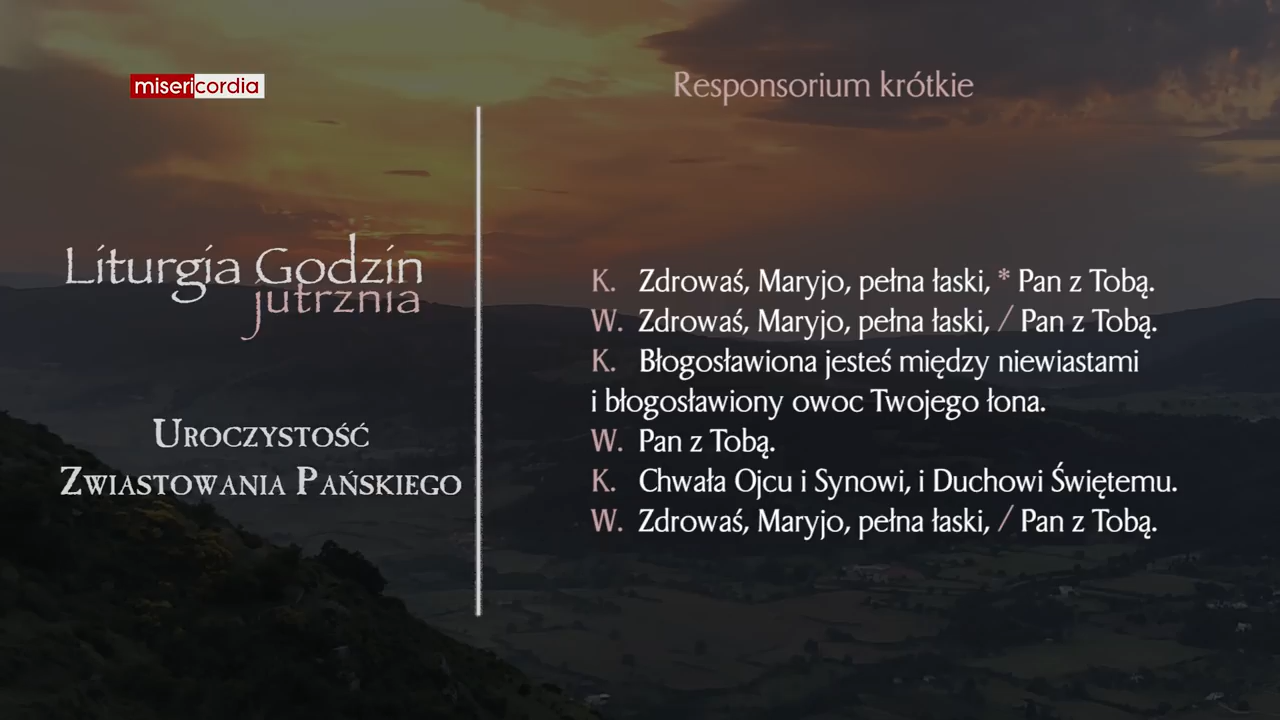 misericordia
Liturgia Godzin
jutrznia
Uroczystość
Zwiastowania Pańskiego
Responsorium krótkie
K. Zdrowaś, Maryjo, pełna łaski, * Pan z Tobą.
W. Zdrowaś, Maryjo, pełna łaski, / Pan z Tobą.
K. Błogosławiona jesteś między niewiastami
i błogosławiony owoc Twojego łona.
W. Pan z Tobą.
K. Chwała Ojcu i Synowi, i Duchowi Świętemu.
W. Zdrowaś, Maryjo, pełna łaski, / Pan z Tobą.